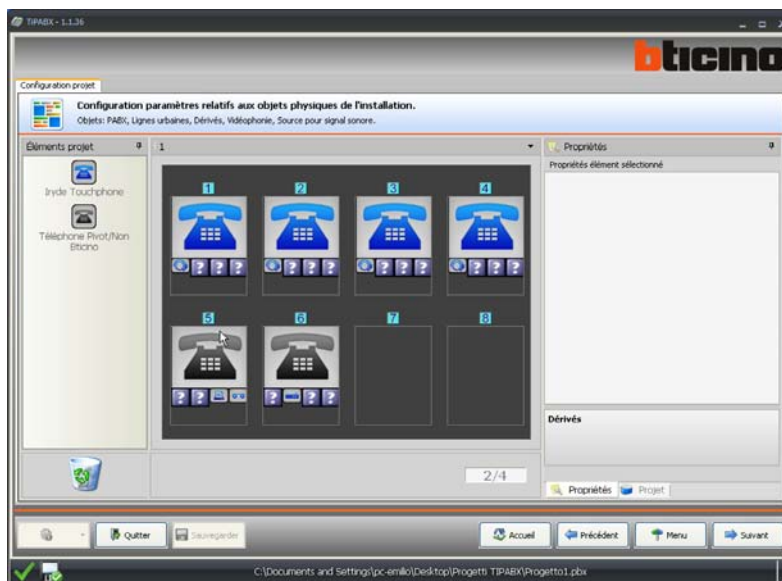 TiPABX - 1.1.36
bticino
Configuration projet
Configuration paramètres relatifs aux objets physiques de l'installation.
Objets: PABX, Lignes urbaines, Dérivés, Vidéophonie, Source pour signal sonore.
Éléments projet
1
Propriétés
Iryde Touchphone
Téléphone Pivot/Non Bticino
Propriétés élément sélectionné
1
2
3
4
? ? ?
? ? ?
? ? ?
? ? ?
5
6
7
8
? ?
? ?
Dérivés
2/4
Propriétés
Projet
Quitter
Sauvegarder
Accueil
Précédent
Menu
Suivant
C:\Documents and Settings\pc-emilio\Desktop\Progetti TIPABX\Progetto1.pbx